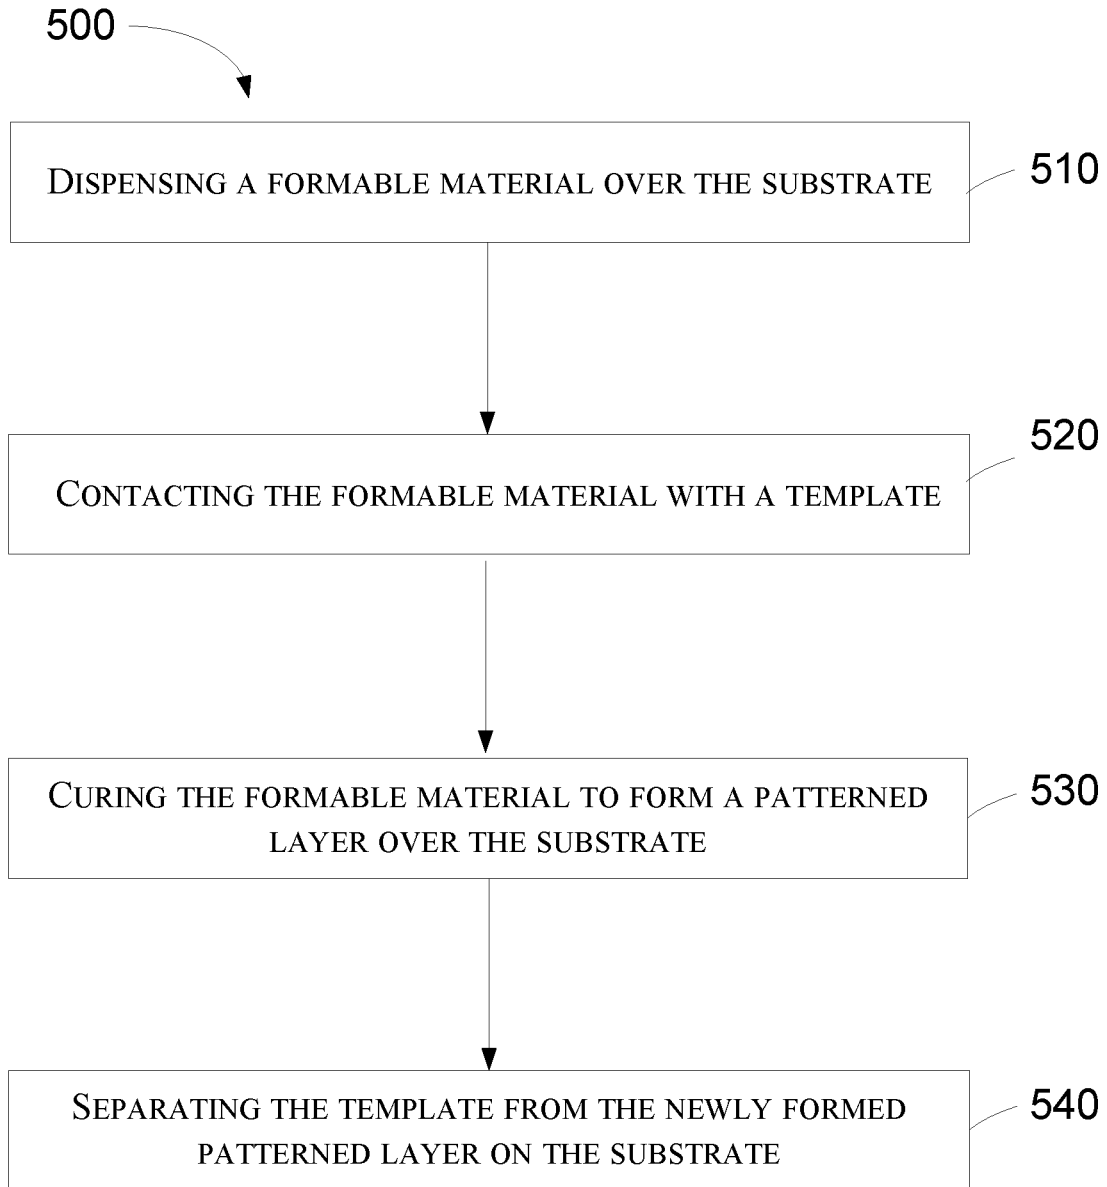 500
DISPENSING A FORMABLE MATERIAL OVER THE SUBSTRATE
510
520
CONTACTING THE FORMABLE MATERIAL WITH A TEMPLATE
CURING THE FORMABLE MATERIAL TO FORM A PATTERNED
LAYER OVER THE SUBSTRATE
530
SEPARATING THE TEMPLATE FROM THE NEWLY FORMED
PATTERNED LAYER ON THE SUBSTRATE
540